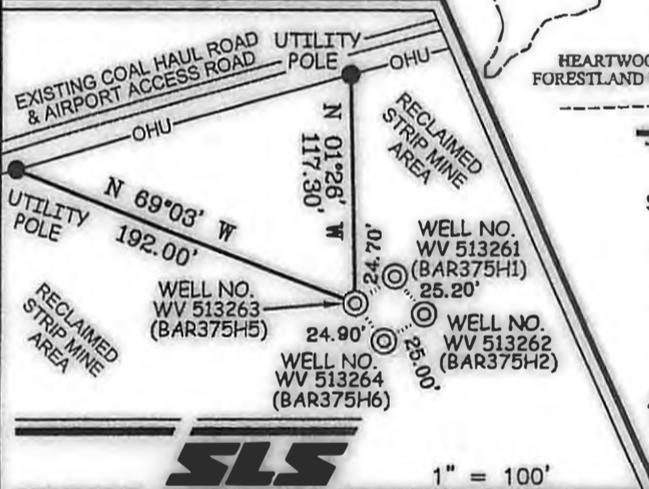 EXISTING COAL HAUL ROAD
& AIRPORT ACCESS ROAD
UTILITY
POLE
OHU
OHU
HEARTWOO
FORESTLAND
RECLAIMED
STRIP MINE
AREA
N 01°26' W
117.30'
UTILITY
POLE
N 69°03' W
192.00'
RECLAIMED
STRIP MINE
AREA
WELL NO.
WV 513263
(BAR375H5)
24.70'
WELL NO.
WV 513261
(BAR375H1)
25.20'
WELL NO.
WV 513262
(BAR375H2)
25.00'
24.90'
WELL NO.
WV 513264
(BAR375H6)
SLS
1" = 100'